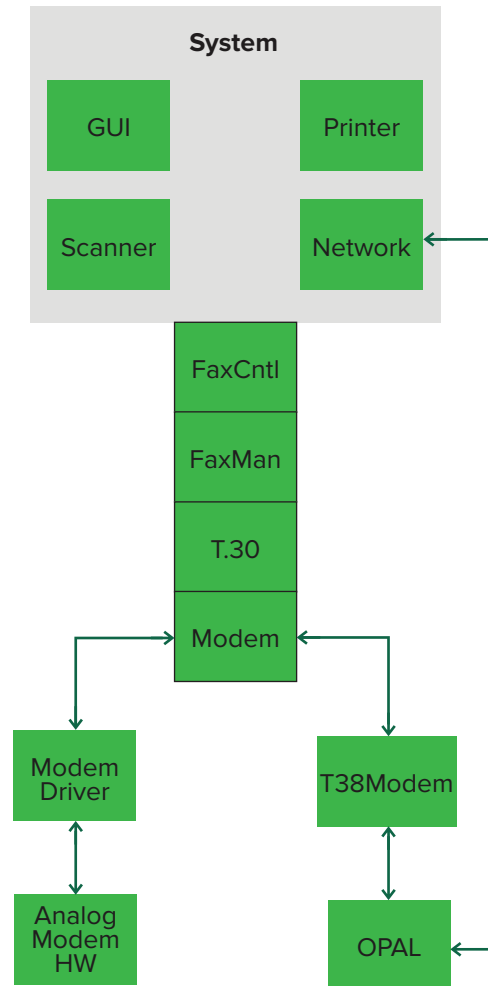 System
GUI
Printer
Scanner
Network
FaxCntl
FaxMan
T.30
Modem
Modem
Driver
T38Modem
Analog
Modem
HW
OPAL